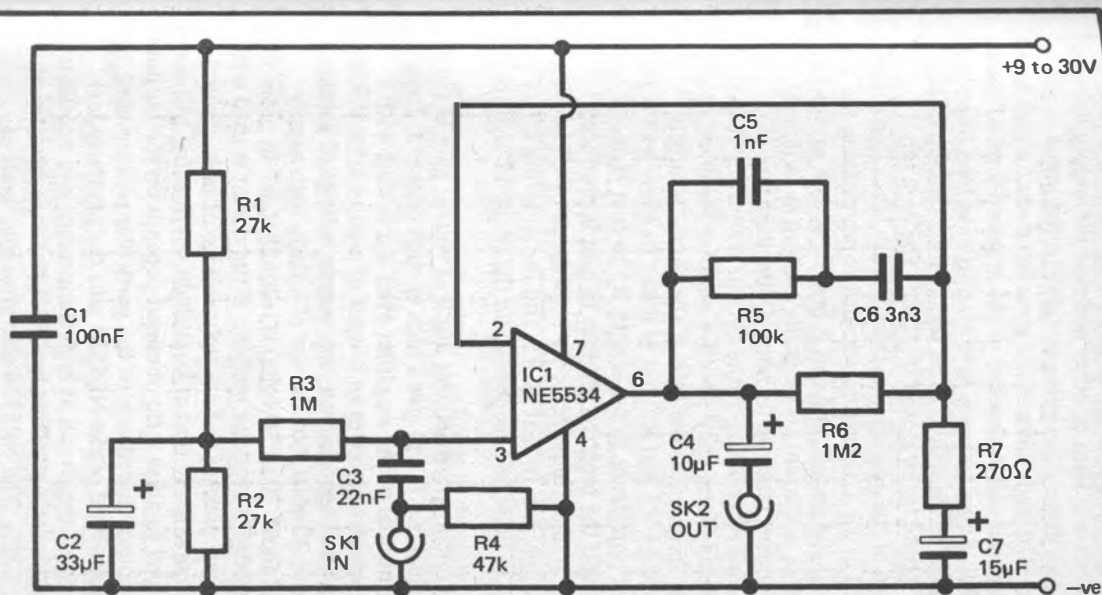 +9 to 30V
C5
1nF
R1
27k
C1
100nF
R5
100k
C6 3n3
2
7
IC1
NE5534
6
R3
1M
4
3
C4
10µF
+
R6
1M2
R7
270Ω
C3
22nF
+
R2
27k
C2
33µF
SK1
IN
R4
47k
SK2
OUT
+
C7
15µF
–ve